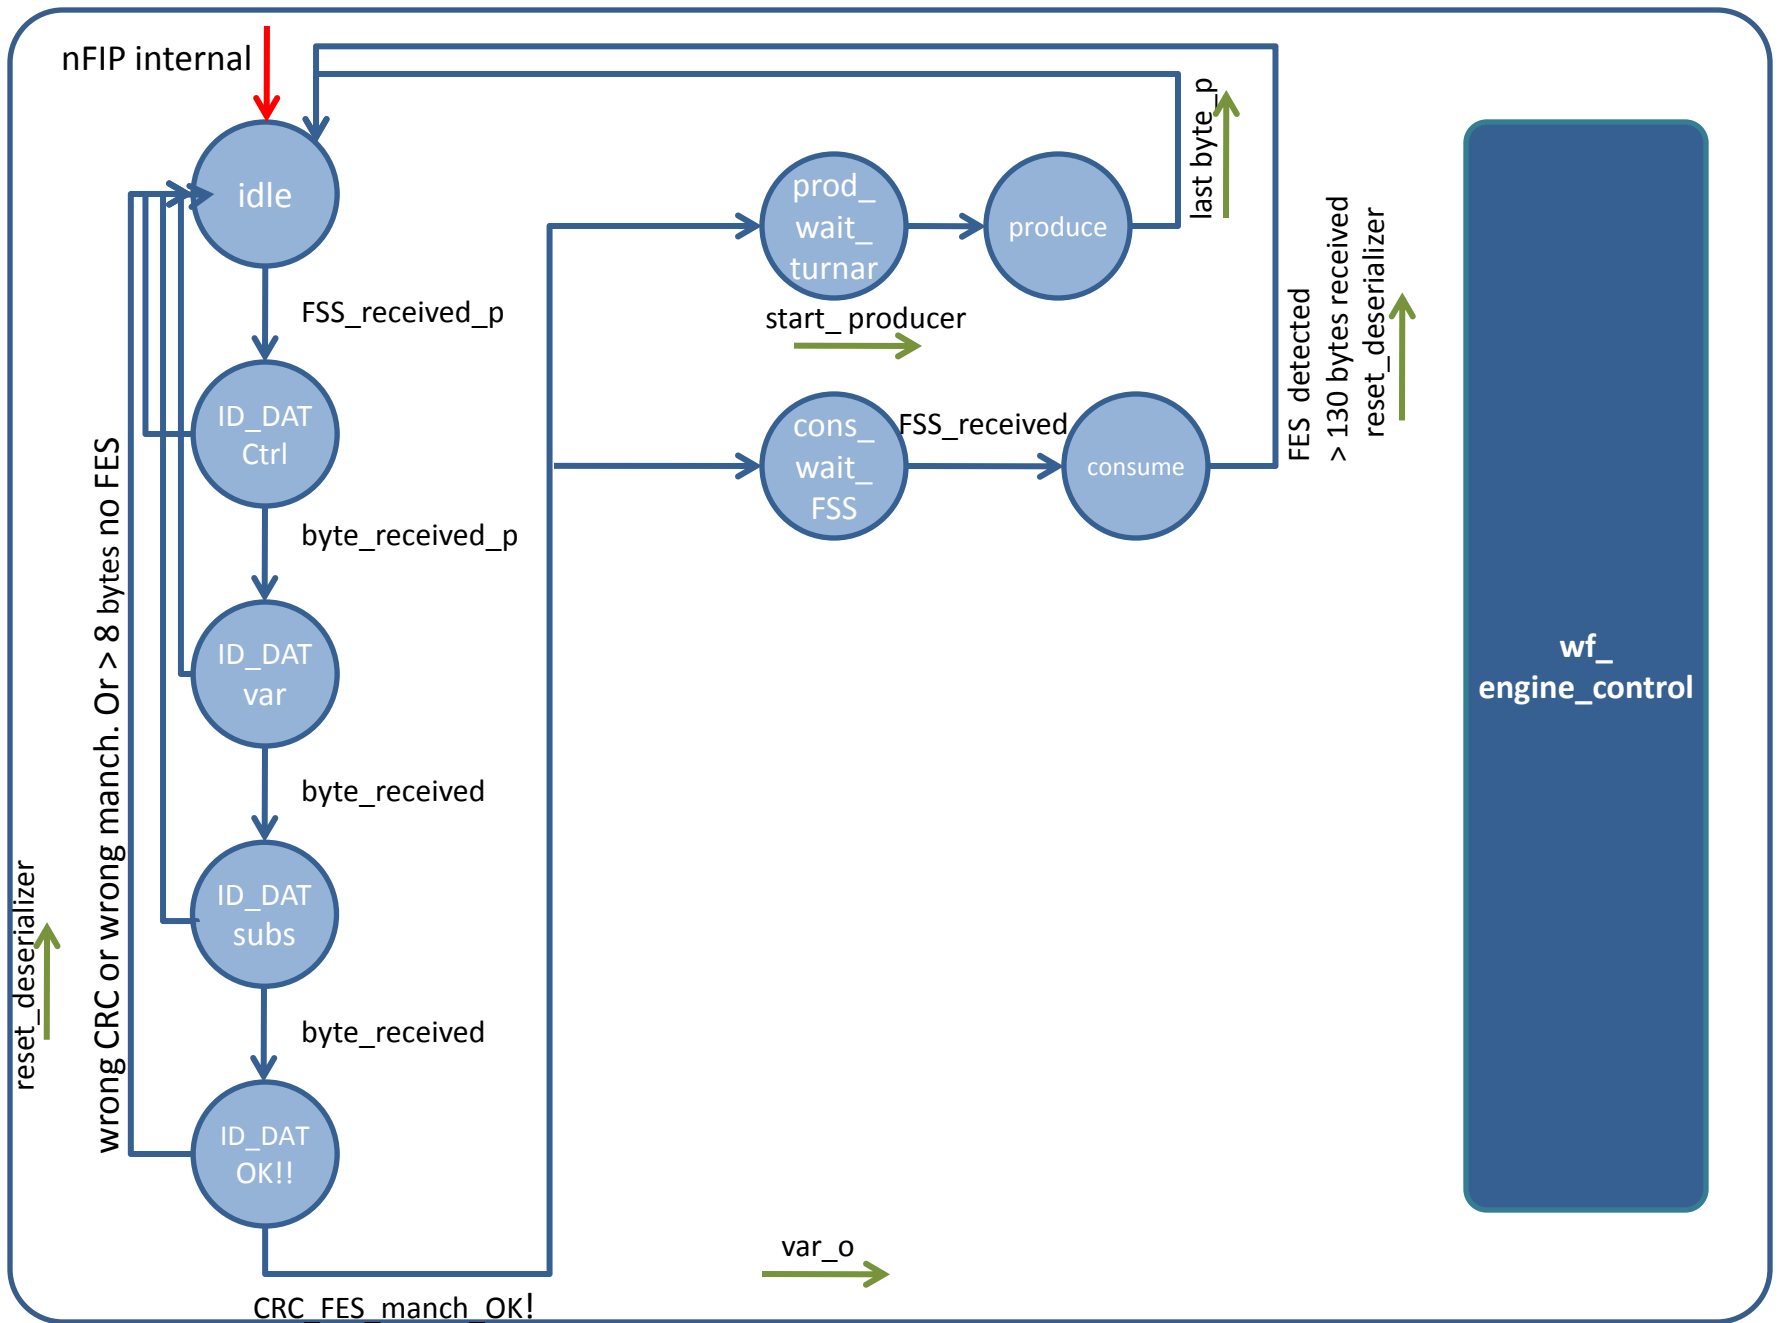 nFIP internal
idle
FSS_received_p
ID_DAT
Ctrl
byte_received_p
ID_DAT
var
byte_received
ID_DAT
subs
byte_received
ID_DAT
OK!!
CRC_FES_manch_OK!
wrong CRC or wrong manch. Or > 8 bytes no FES
reset_deserializer
prod_
wait_
turnar
start_ producer
produce
last byte_p
cons_
wait_
FSS
FSS_received
consume
FES detected
> 130 bytes received
reset_deserializer
var_o
wf_
engine_control